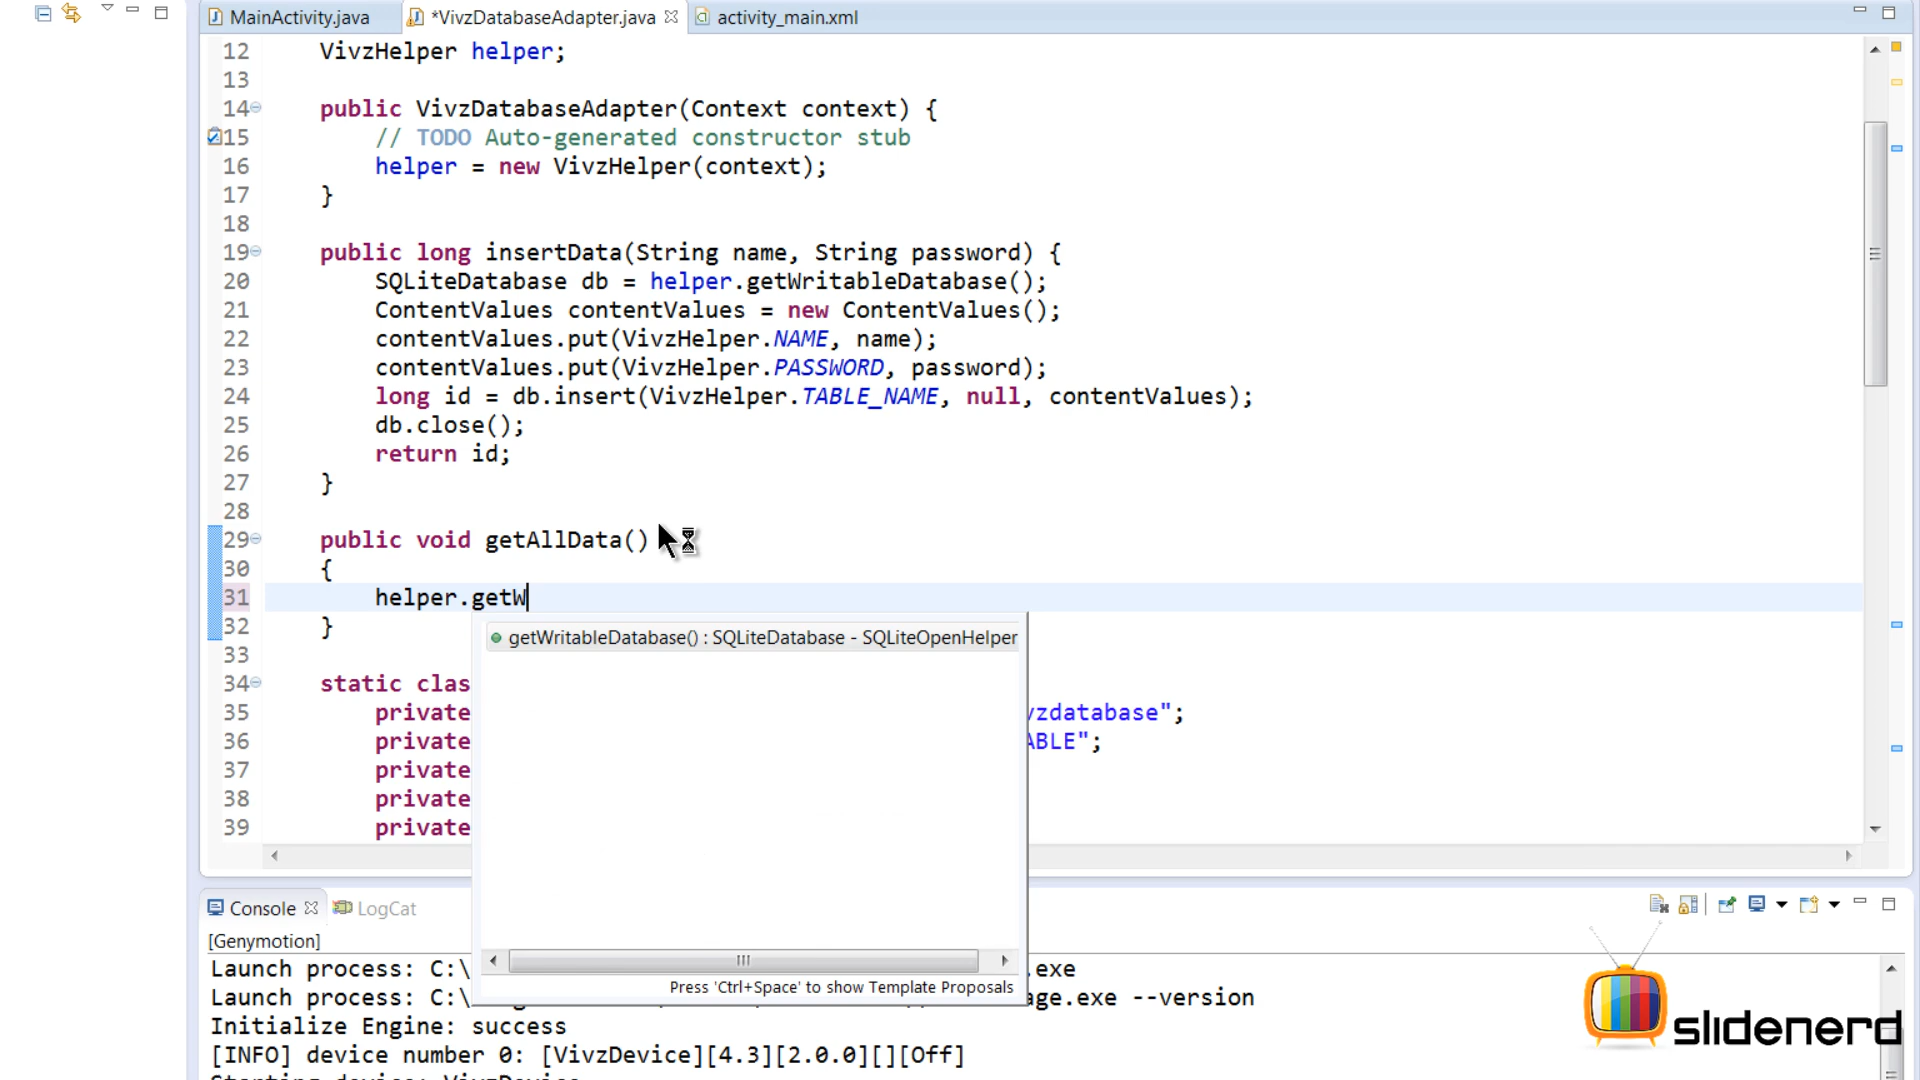 MainActivity.java
*VivzDatabaseAdapter.java
activity_main.xml
12 VivzHelper helper;
13
14 public VivzDatabaseAdapter(Context context) {
15 // TODO Auto-generated constructor stub
16 helper = new VivzHelper(context);
17 }
18
19 public long insertData(String name, String password) {
20 SQLiteDatabase db = helper.getWritableDatabase();
21 ContentValues contentValues = new ContentValues();
22 contentValues.put(VivzHelper.NAME, name);
23 contentValues.put(VivzHelper.PASSWORD, password);
24 long id = db.insert(VivzHelper.TABLE_NAME, null, contentValues);
25 db.close();
26 return id;
27 }
28
29 public void getAllData()
30 {
31 helper.getW
32 }
getWritableDatabase() : SQLiteDatabase - SQLiteOpenHelper
33
34 static clas
35 private vzdatabase";
36 private ABLE";
37 private
38 private
39 private
Press 'Ctrl+Space' to show Template Proposals
Console
LogCat
[Genymotion]
Launch process: C:\ .exe
Launch process: C:\ age.exe --version
Initialize Engine: success
[INFO] device number 0: [VivzDevice][4.3][2.0.0][][Off]
slidenerd